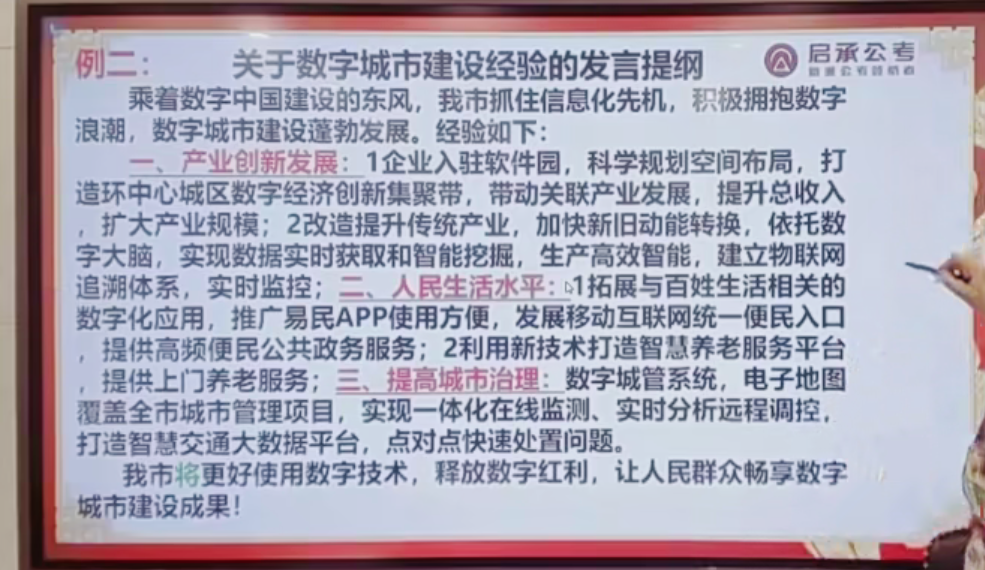 例二：
关于数字城市建设经验的发言提纲
启承公考
乘着数字中国建设的东风，我市抓住信息化先机，积极拥抱数字
浪潮，数字城市建设蓬勃发展。经验如下：
一、产业创新发展：1企业入驻软件园，科学规划空间布局，打
造环中心城区数字经济创新集聚带，带动关联产业发展，提升总收入
，扩大产业规模；2改造提升传统产业，加快新旧动能转换，依托数
字大脑，实现数据实时获取和智能挖掘，生产高效智能，建立物联网
追溯体系，实时监控；二、人民生活水平：1拓展与百姓生活相关的
数字化应用，推广易民APP使用方便，发展移动互联网统一便民入口
，提供高频便民公共政务服务；2利用新技术打造智慧养老服务平台
，提供上门养老服务；三、提高城市治理：数字城管系统，电子地图
覆盖全市城市管理项目，实现一体化在线监测、实时分析远程调控，
打造智慧交通大数据平台，点对点快速处置问题。
我市将更好使用数字技术，释放数字红利，让人民群众畅享数字
城市建设成果！